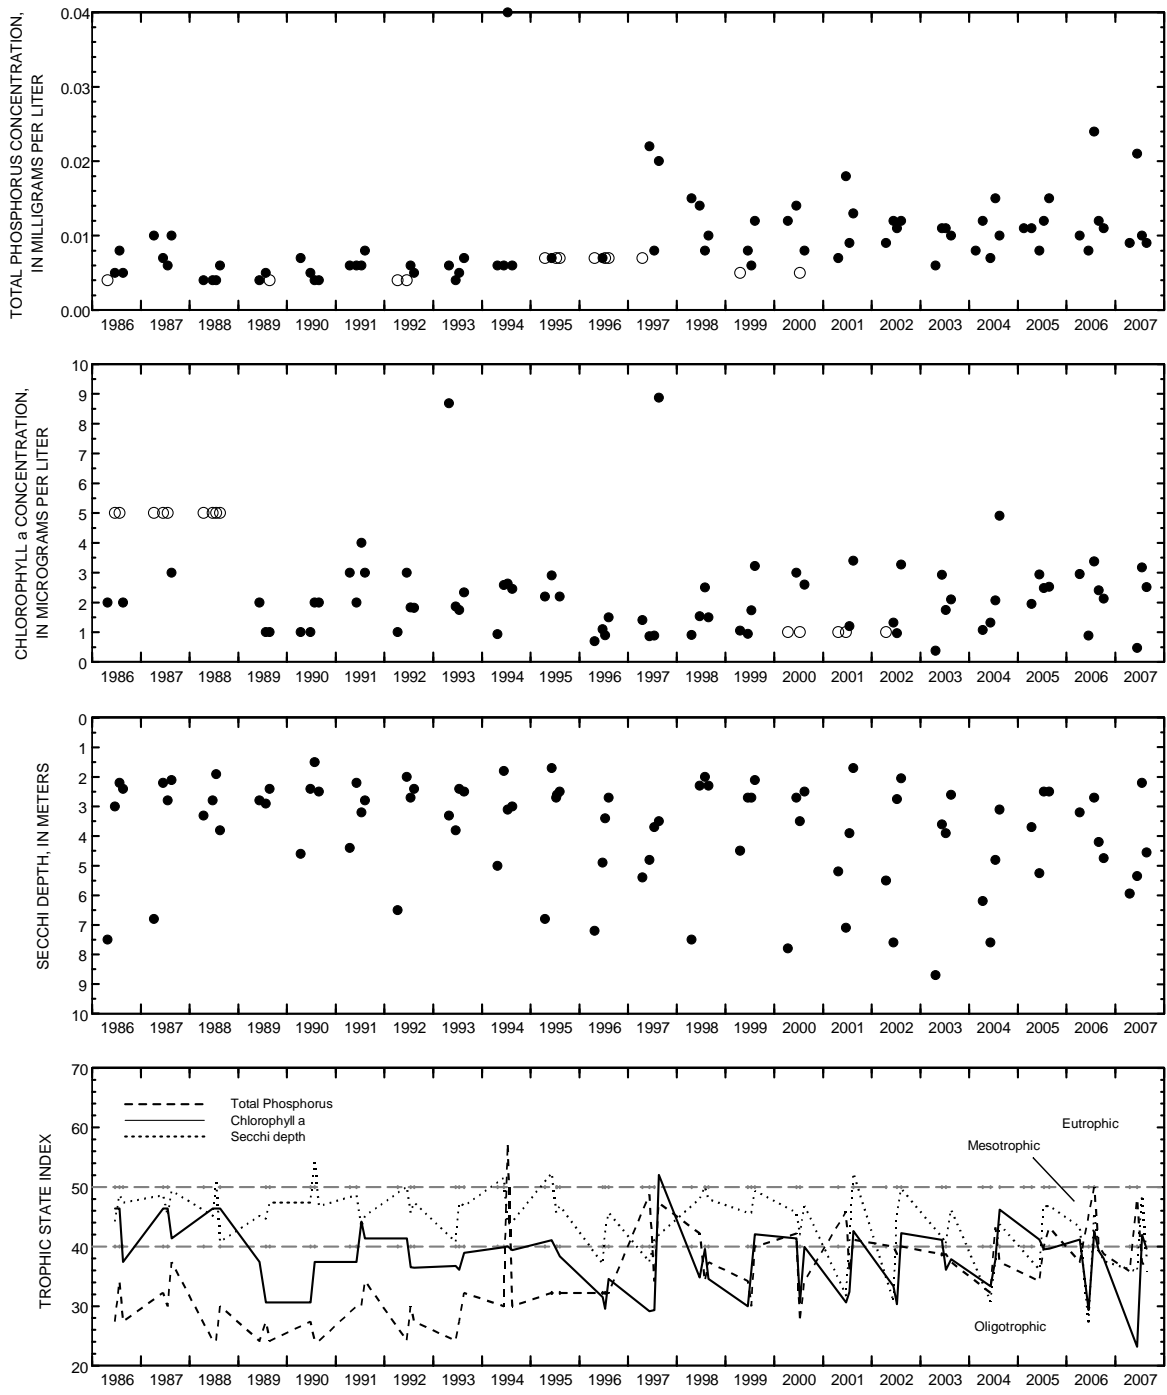 TOTAL PHOSPHORUS CONCENTRATION,
IN MILLIGRAMS PER LITER
0.04
0.03
0.02
0.01
0.00
1986 1987 1988 1989 1990 1991 1992 1993 1994 1995 1996 1997 1998 1999 2000 2001 2002 2003 2004 2005 2006 2007
CHLOROPHYLL a CONCENTRATION,
IN MICROGRAMS PER LITER
10
9
8
7
6
5
4
3
2
1
0
1986 1987 1988 1989 1990 1991 1992 1993 1994 1995 1996 1997 1998 1999 2000 2001 2002 2003 2004 2005 2006 2007
SECCHI DEPTH, IN METERS
0
1
2
3
4
5
6
7
8
9
10
1986 1987 1988 1989 1990 1991 1992 1993 1994 1995 1996 1997 1998 1999 2000 2001 2002 2003 2004 2005 2006 2007
TROPHIC STATE INDEX
70
60
50
40
30
20
Total Phosphorus
Chlorophyll a
Secchi depth
Eutrophic
Mesotrophic
Oligotrophic
1986 1987 1988 1989 1990 1991 1992 1993 1994 1995 1996 1997 1998 1999 2000 2001 2002 2003 2004 2005 2006 2007